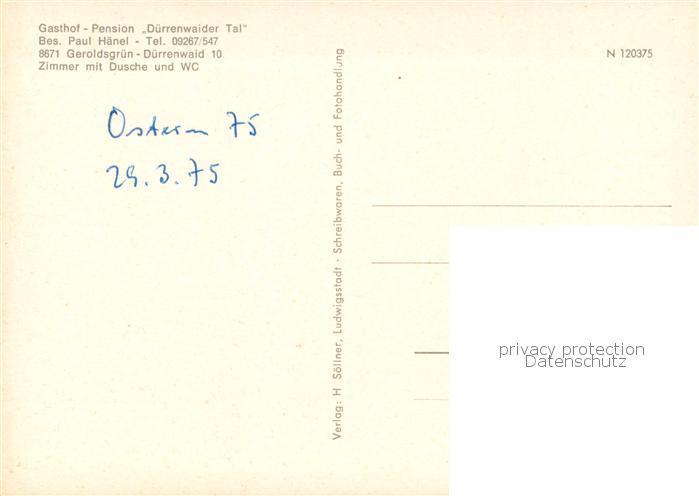 Gasthof - Pension „Dürrenwaider Tal"
Bes. Paul Hänel - Tel. 09267/547
8671 Geroldsgrün - Dürrenwaid 10
Zimmer mit Dusche und WC
N 120375
Ostern 75
29.3.75
Verlag: H Söllner, Ludwigsstadt - Schreibwaren, Buch- und Fotohandlung
privacy protection
Datenschutz